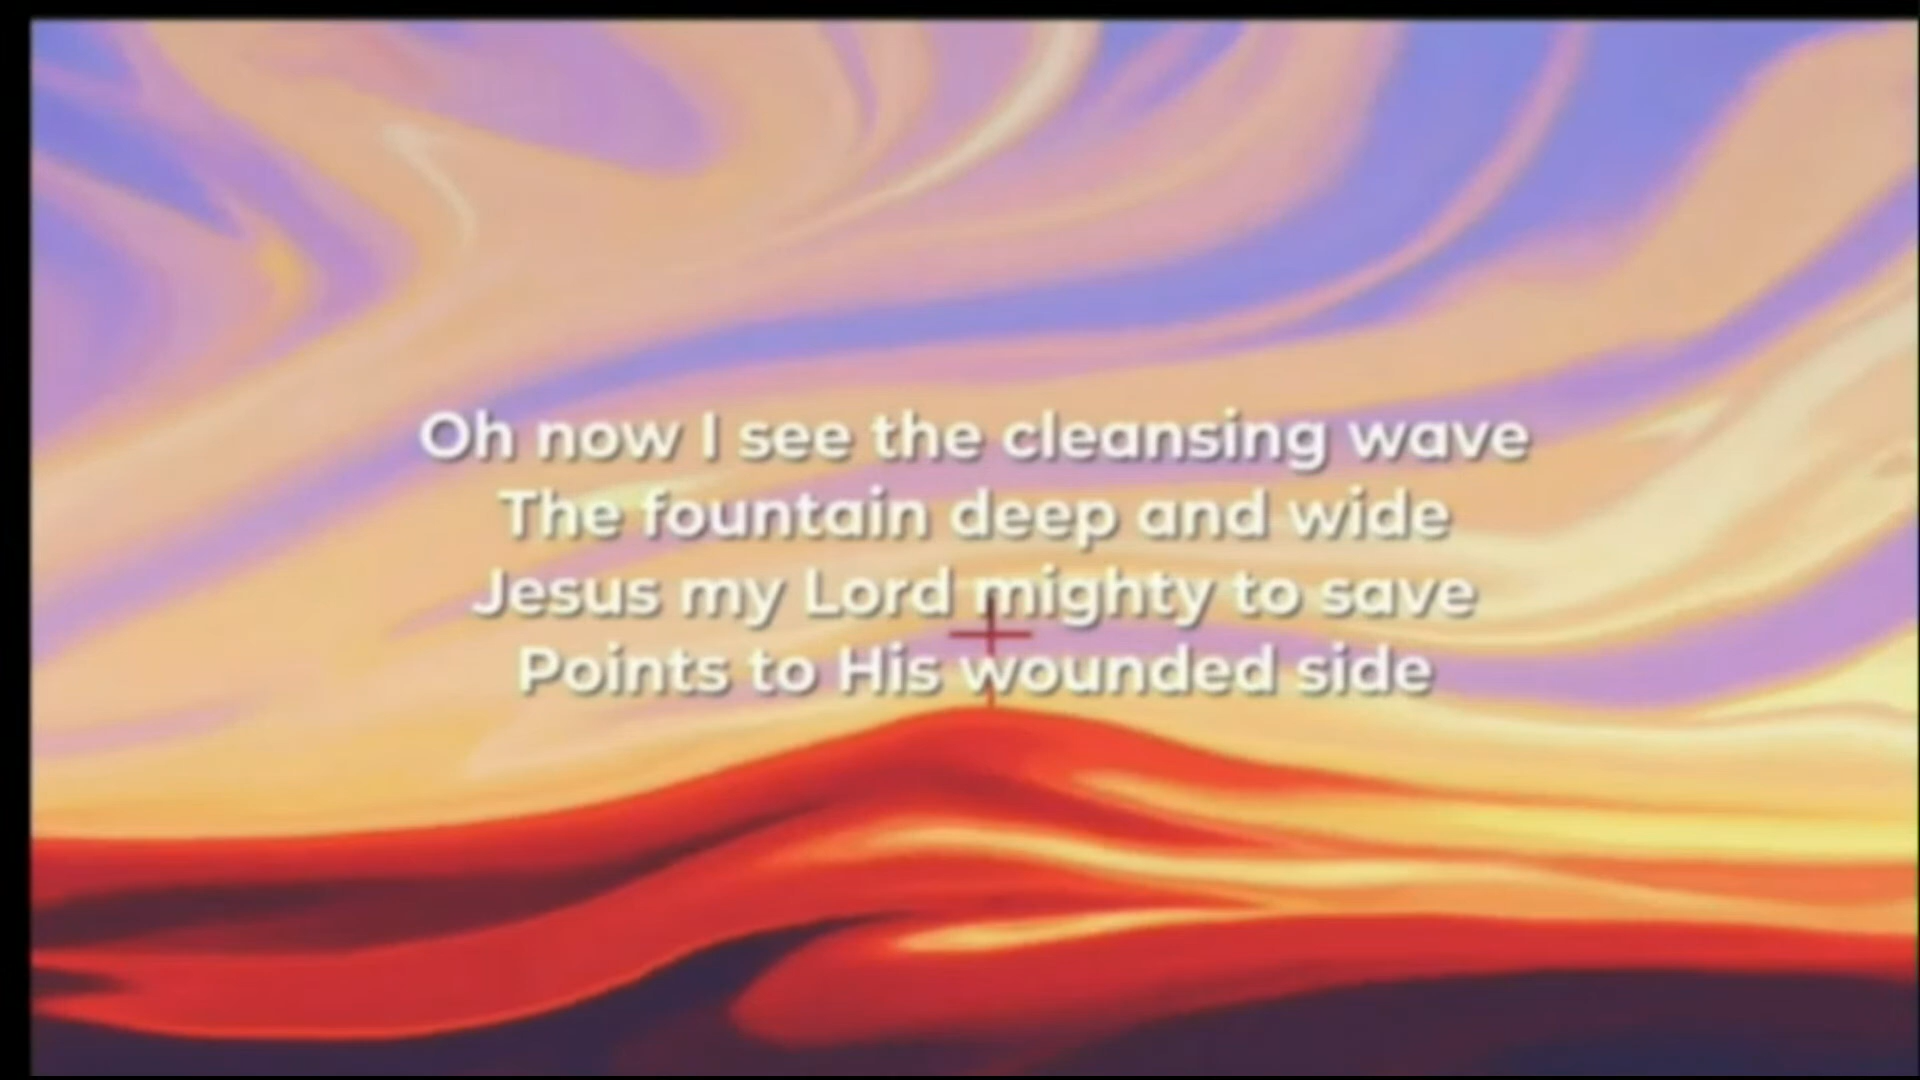 Oh now I see the cleansing wave
The fountain deep and wide
Jesus my Lord mighty to save
Points to His wounded side